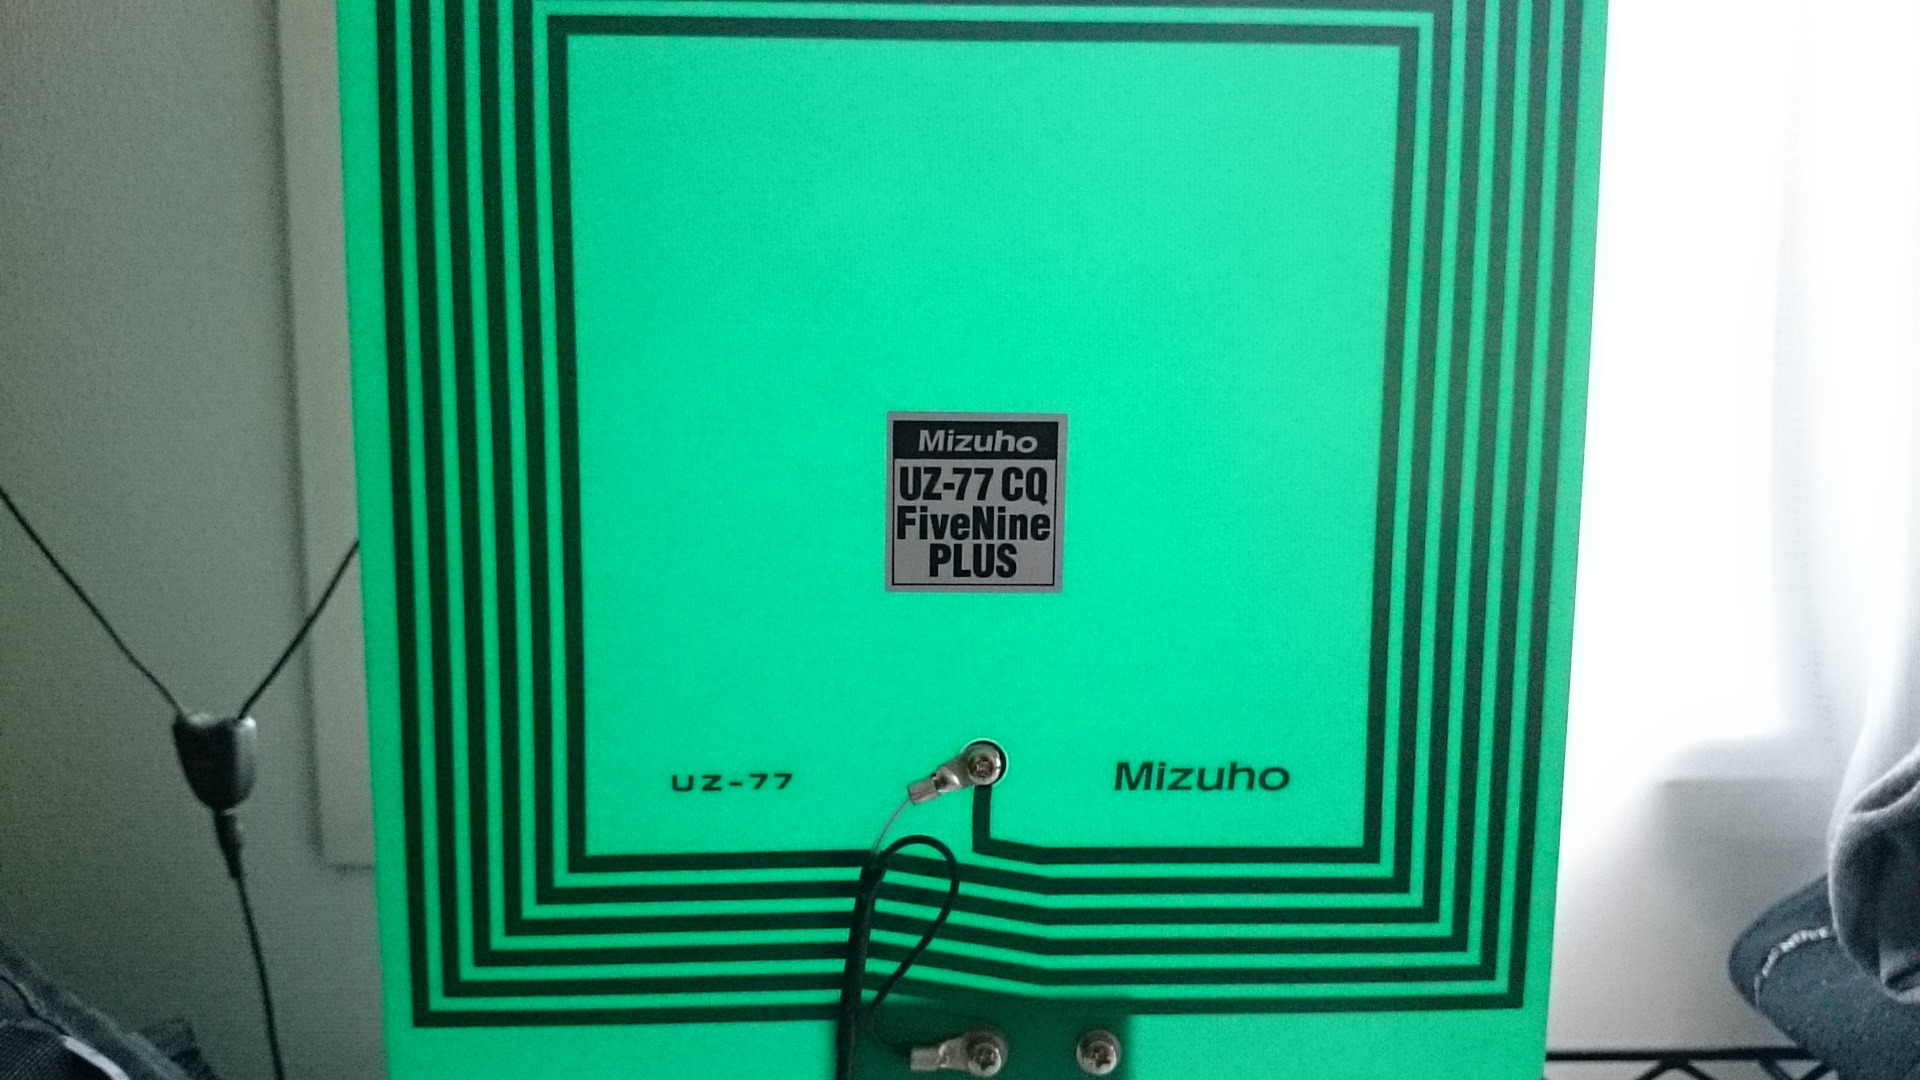 Mizuho
UZ-77 CQ
FiveNine
PLUS
UZ-77
Mizuho